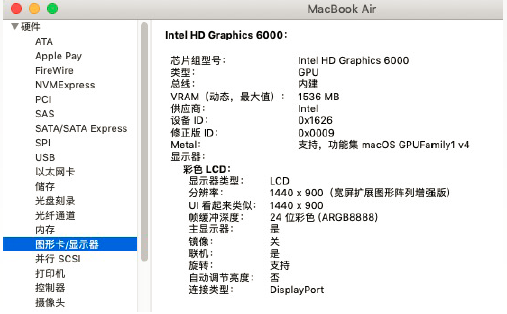 MacBook Air
硬件
ATA
Apple Pay
FireWire
NVMExpress
PCI
SAS
SATA/SATA Express
SPI
USB
以太网卡
储存
光盘刻录
光纤通道
内存
图形卡/显示器
并行 SCSI
打印机
控制器
摄像头
Intel HD Graphics 6000：
芯片组型号： Intel HD Graphics 6000
类型： GPU
总线： 内建
VRAM（动态，最大值）： 1536 MB
供应商： Intel
设备 ID： 0x1626
修正版 ID： 0x0009
Metal： 支持，功能集 macOS GPUFamily1 v4
显示器：
彩色 LCD：
显示器类型： LCD
分辨率： 1440 x 900（宽屏扩展图形阵列增强版）
UI 看起来类似： 1440 x 900
帧缓冲深度： 24 位彩色 (ARGB8888)
主显示器： 是
镜像： 关
联机： 是
旋转： 支持
自动调节亮度： 否
连接类型： DisplayPort